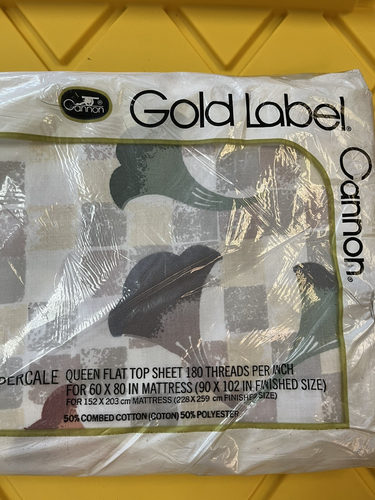 Cannon®
Gold Label®
Cannon®
PERCALE QUEEN FLAT TOP SHEET 180 THREADS PER INCH
FOR 60 X 80 IN MATTRESS (90 X 102 IN FINISHED SIZE)
FOR 152 X 203 cm MATTRESS (228 X 259 cm FINISHED SIZE)
50% COMBED COTTON (COTON) 50% POLYESTER